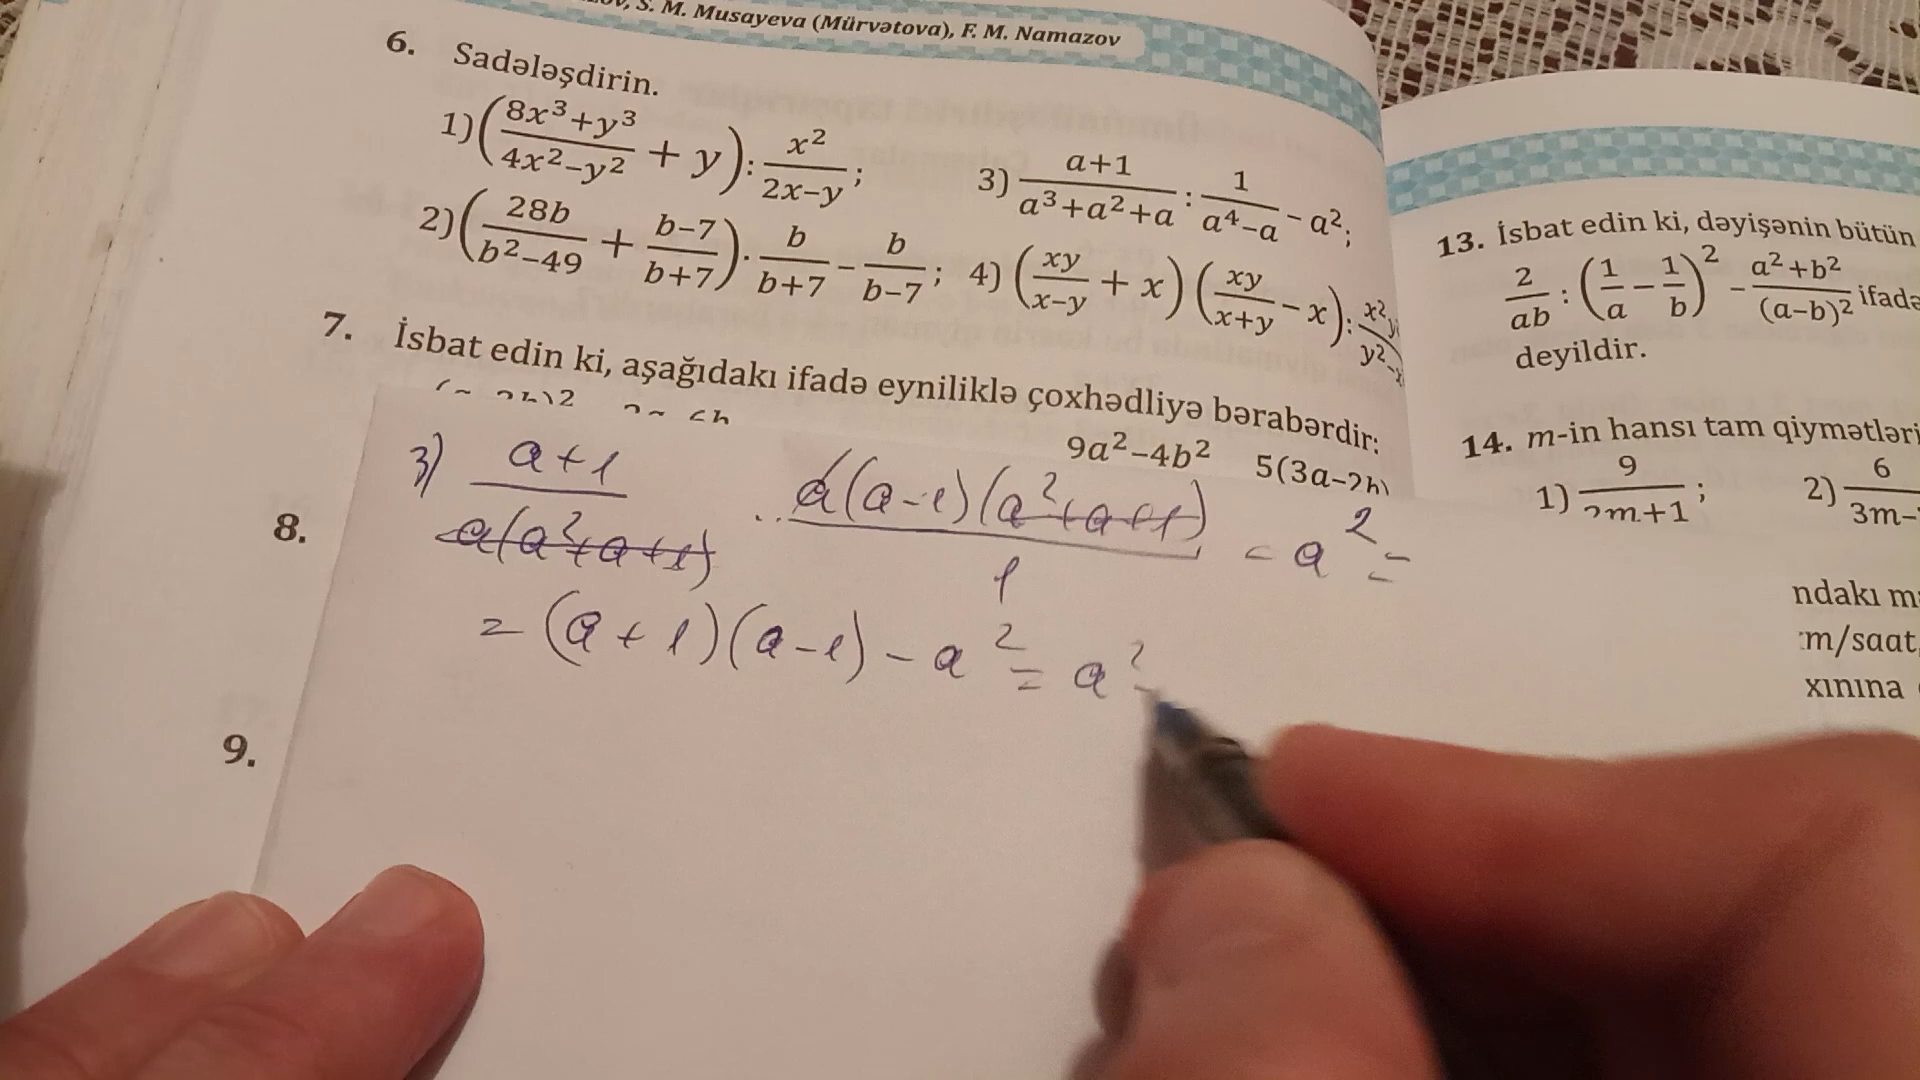 S. M. Musayeva (Mürvətova), F. M. Namazov
6. Sadələşdirin.
1) ((8x³+y³)/(4x²–y²) + y) : x²/(2x–y);
2) (28b/(b²–49) + (b–7)/(b+7)) · b/(b+7) – b/(b–7);
3) (a+1)/(a³+a²+a) : 1/(a⁴–a) – a²;
4) (xy/(x–y) + x)(xy/(x+y) – x) :
7. İsbat edin ki, aşağıdakı ifadə eyniliklə çoxhədliyə bərabərdir:
9a²–4b² 5(3a–2b)
8.
9.
3) (a+1)/(a(a²+a+1)) · a(a-1)(a²+a+1)/1 - a² =
= (a+1)(a-1) - a² = a²
13. İsbat edin ki, dəyişənin bütün
2/ab : (1/a – 1/b)² – (a²+b²)/(a–b)² ifadə
deyildir.
14. m-in hansı tam qiymətləri
1) 9/(2m+1); 2) 6/3m–
ndakı m
m/saat,
xınına